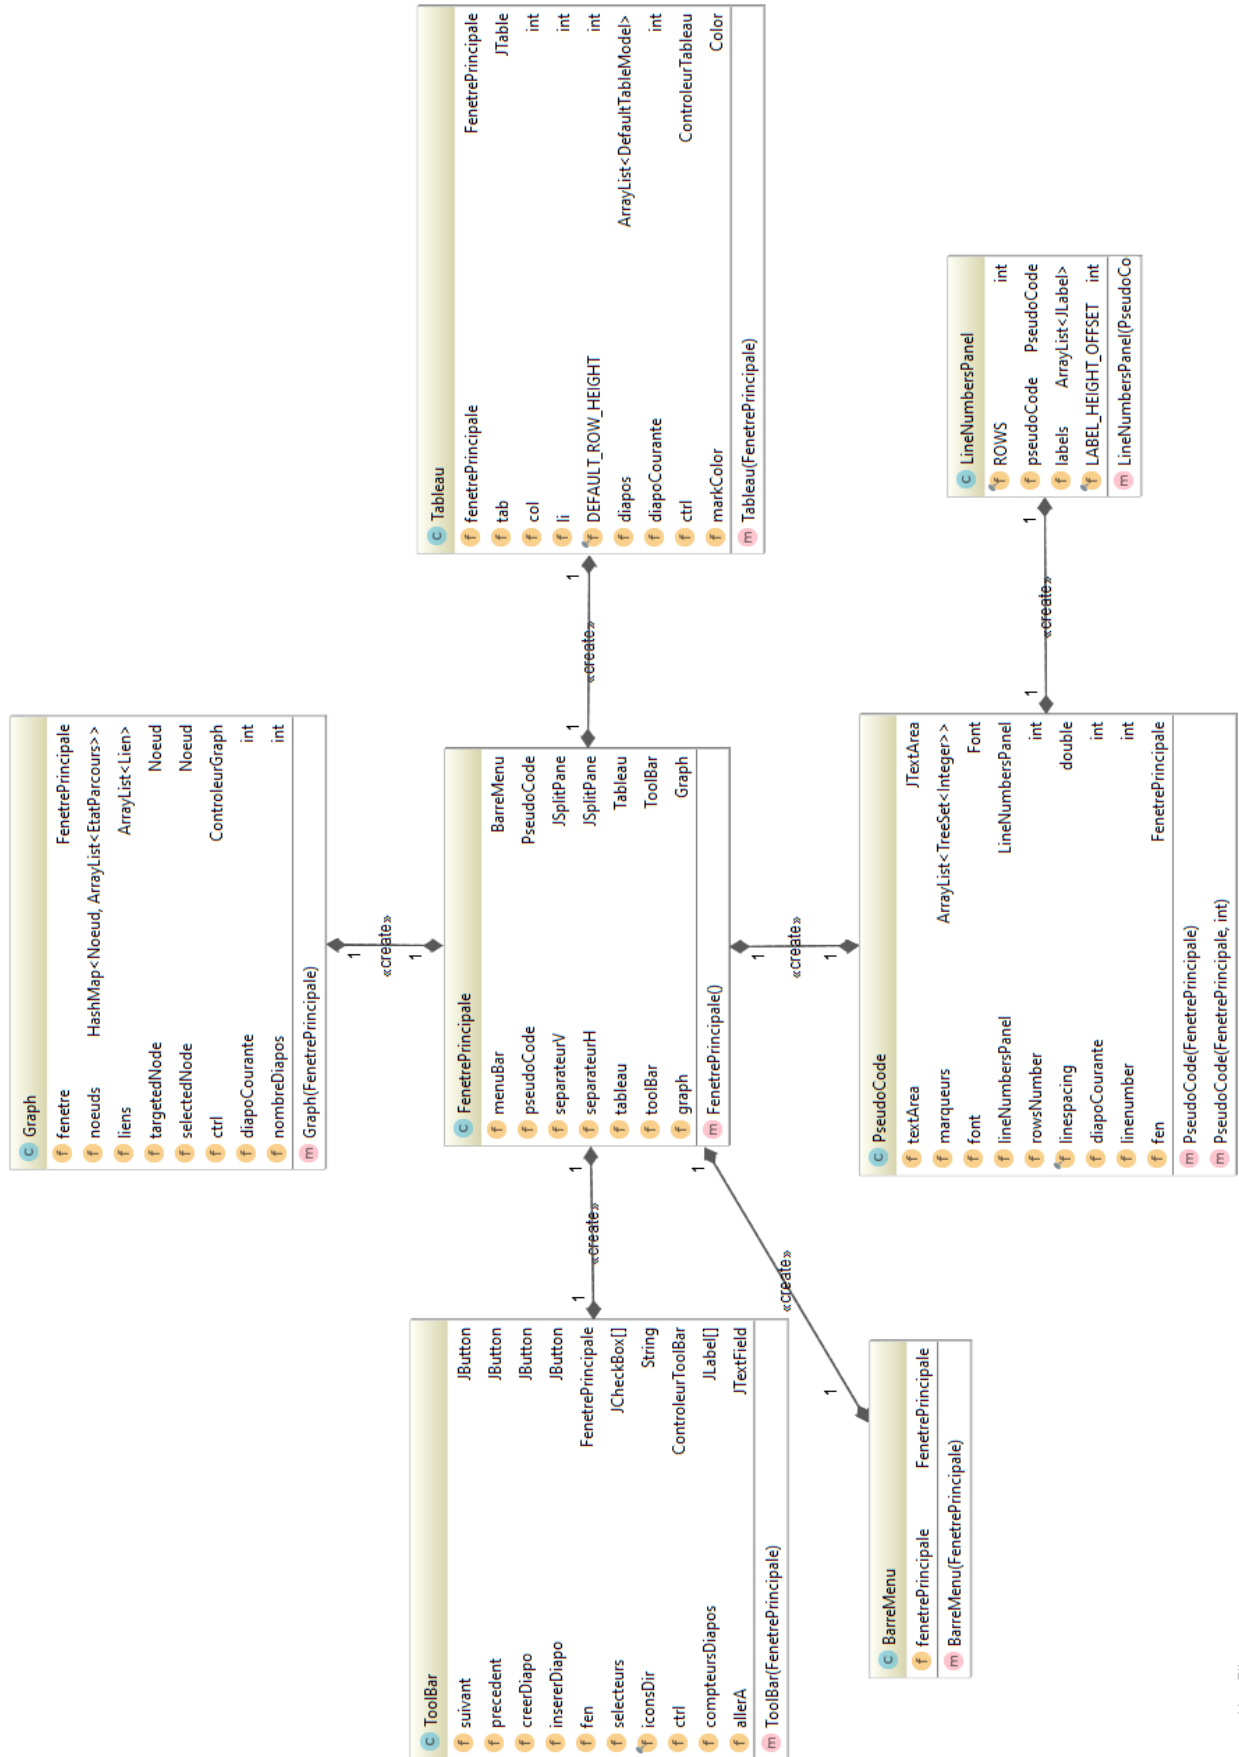 Graph
fenetre FenetrePrincipale
noeuds HashMap<Noeud, ArrayList<EtatParcours>>
liens ArrayList<Lien>
targetedNode Noeud
selectedNode Noeud
ctrl ControleurGraph
diapoCourante int
nombreDiapos int
Graph(FenetrePrincipale)
1
«create»
1
ToolBar
suivant JButton
precedent JButton
creerDiapo JButton
insererDiapo JButton
fen FenetrePrincipale
selecteurs JCheckBox[]
iconsDir String
ctrl ControleurToolBar
compteursDiapos JLabel[]
allerA JTextField
ToolBar(FenetrePrincipale)
1
«create»
1
FenetrePrincipale
menuBar BarreMenu
pseudoCode PseudoCode
separateurV JSplitPane
separateurH JSplitPane
tableau Tableau
toolBar ToolBar
graph Graph
FenetrePrincipale()
1
«create»
1
Tableau
fenetrePrincipale FenetrePrincipale
tab JTable
col int
li int
DEFAULT_ROW_HEIGHT int
diapos ArrayList<DefaultTableModel>
diapoCourante int
ctrl ControleurTableau
markColor Color
Tableau(FenetrePrincipale)
1
«create»
1
1
«create»
1
BarreMenu
fenetrePrincipale FenetrePrincipale
BarreMenu(FenetrePrincipale)
PseudoCode
textArea JTextArea
marqueurs ArrayList<TreeSet<Integer>>
font Font
lineNumbersPanel LineNumbersPanel
rowsNumber int
linespacing double
diapoCourante int
linenumber int
fen FenetrePrincipale
PseudoCode(FenetrePrincipale)
PseudoCode(FenetrePrincipale, int)
1
«create»
1
LineNumbersPanel
ROWS int
pseudoCode PseudoCode
labels ArrayList<JLabel>
LABEL_HEIGHT_OFFSET int
LineNumbersPanel(PseudoCo